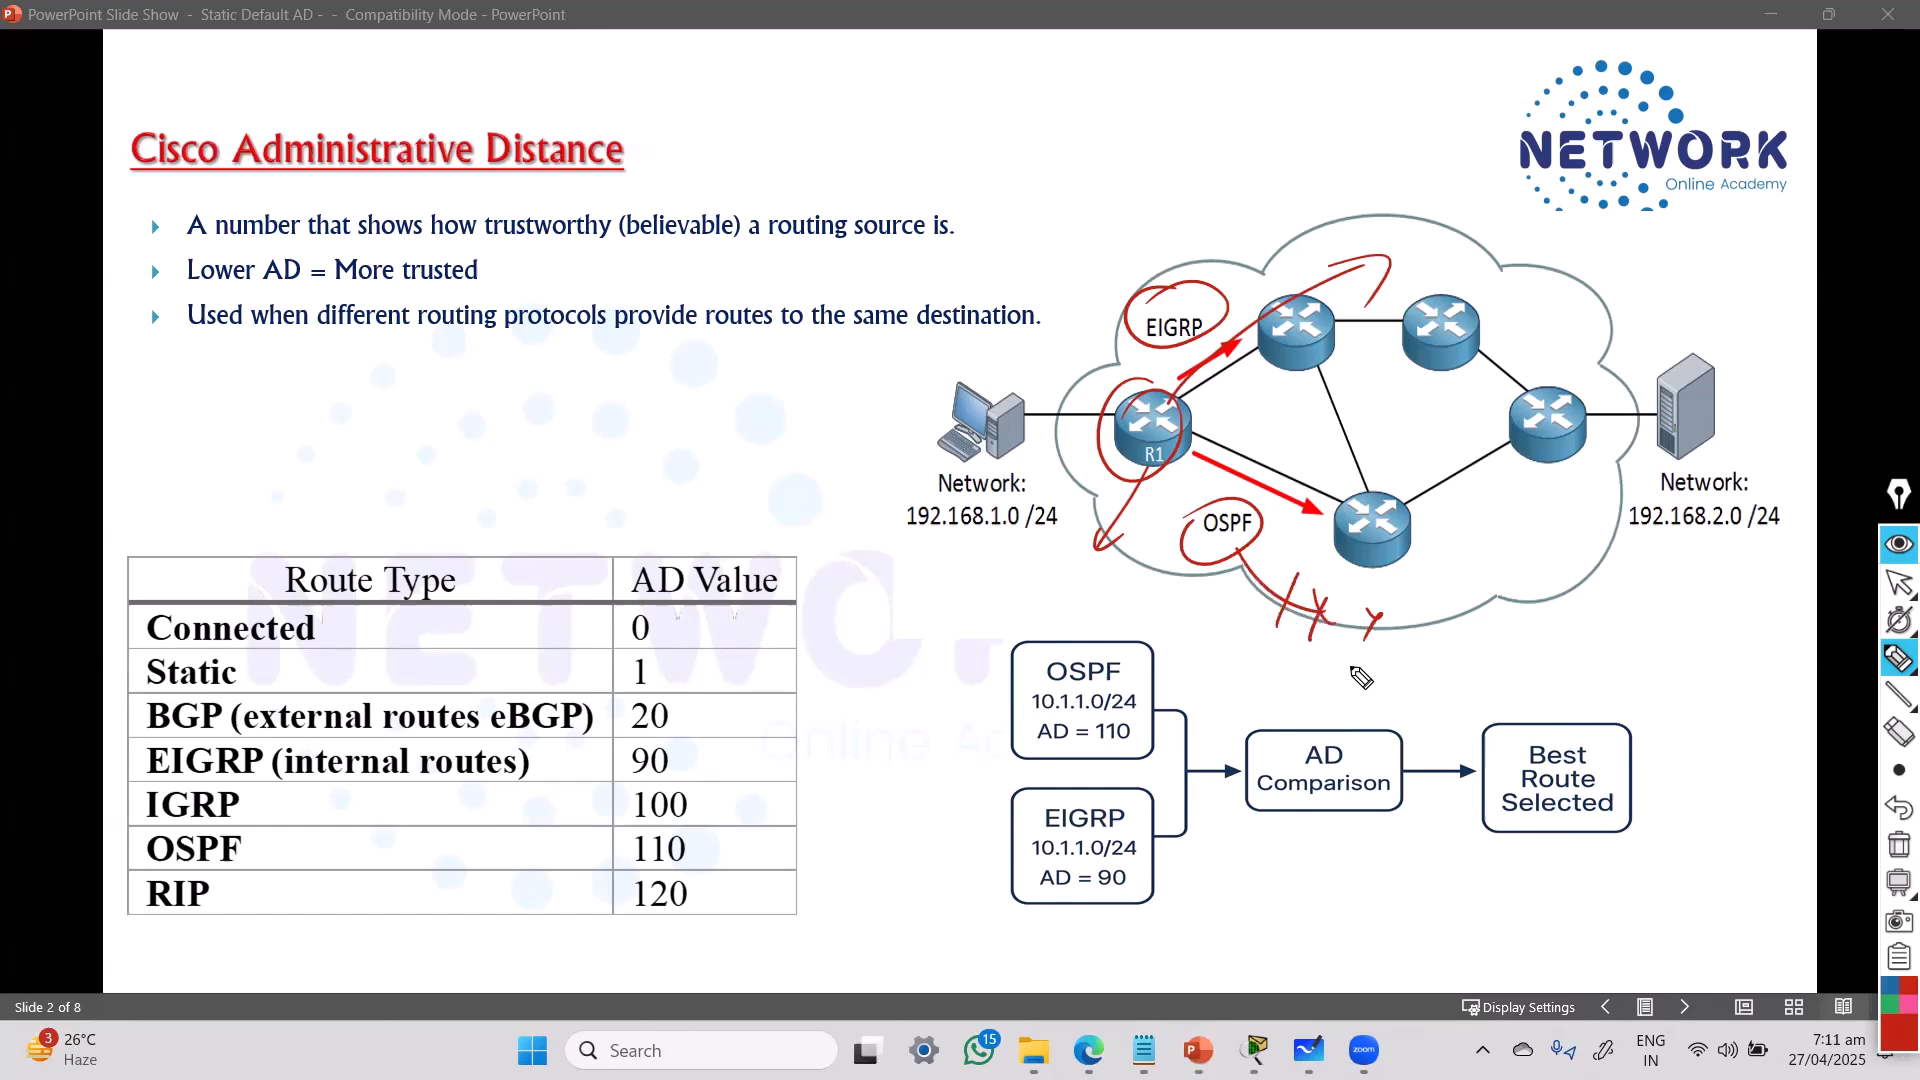 PowerPoint Slide Show - Static Default AD - - Compatibility Mode - PowerPoint
NETWORK
Online Academy
Cisco Administrative Distance
A number that shows how trustworthy (believable) a routing source is.
Lower AD = More trusted
Used when different routing protocols provide routes to the same destination.
EIGRP
R1
OSPF
Network:
192.168.1.0 /24
Network:
192.168.2.0 /24
Route Type AD Value
Connected 0
Static 1
BGP (external routes eBGP) 20
EIGRP (internal routes) 90
IGRP 100
OSPF 110
RIP 120
OSPF
10.1.1.0/24
AD = 110
EIGRP
10.1.1.0/24
AD = 90
AD
Comparison
Best
Route
Selected
Slide 2 of 8
Display Settings
3
26°C
Haze
Search
15
zoom
ENG
IN
7:11 am
27/04/2025